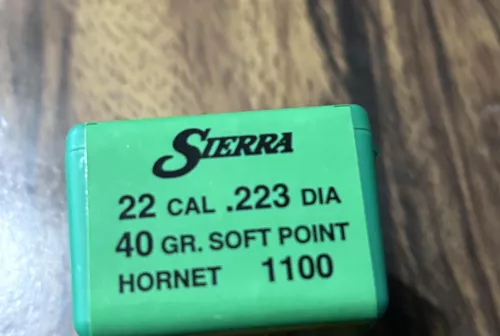 SIERRA
22 CAL .223 DIA
40 GR. SOFT POINT
HORNET 1100